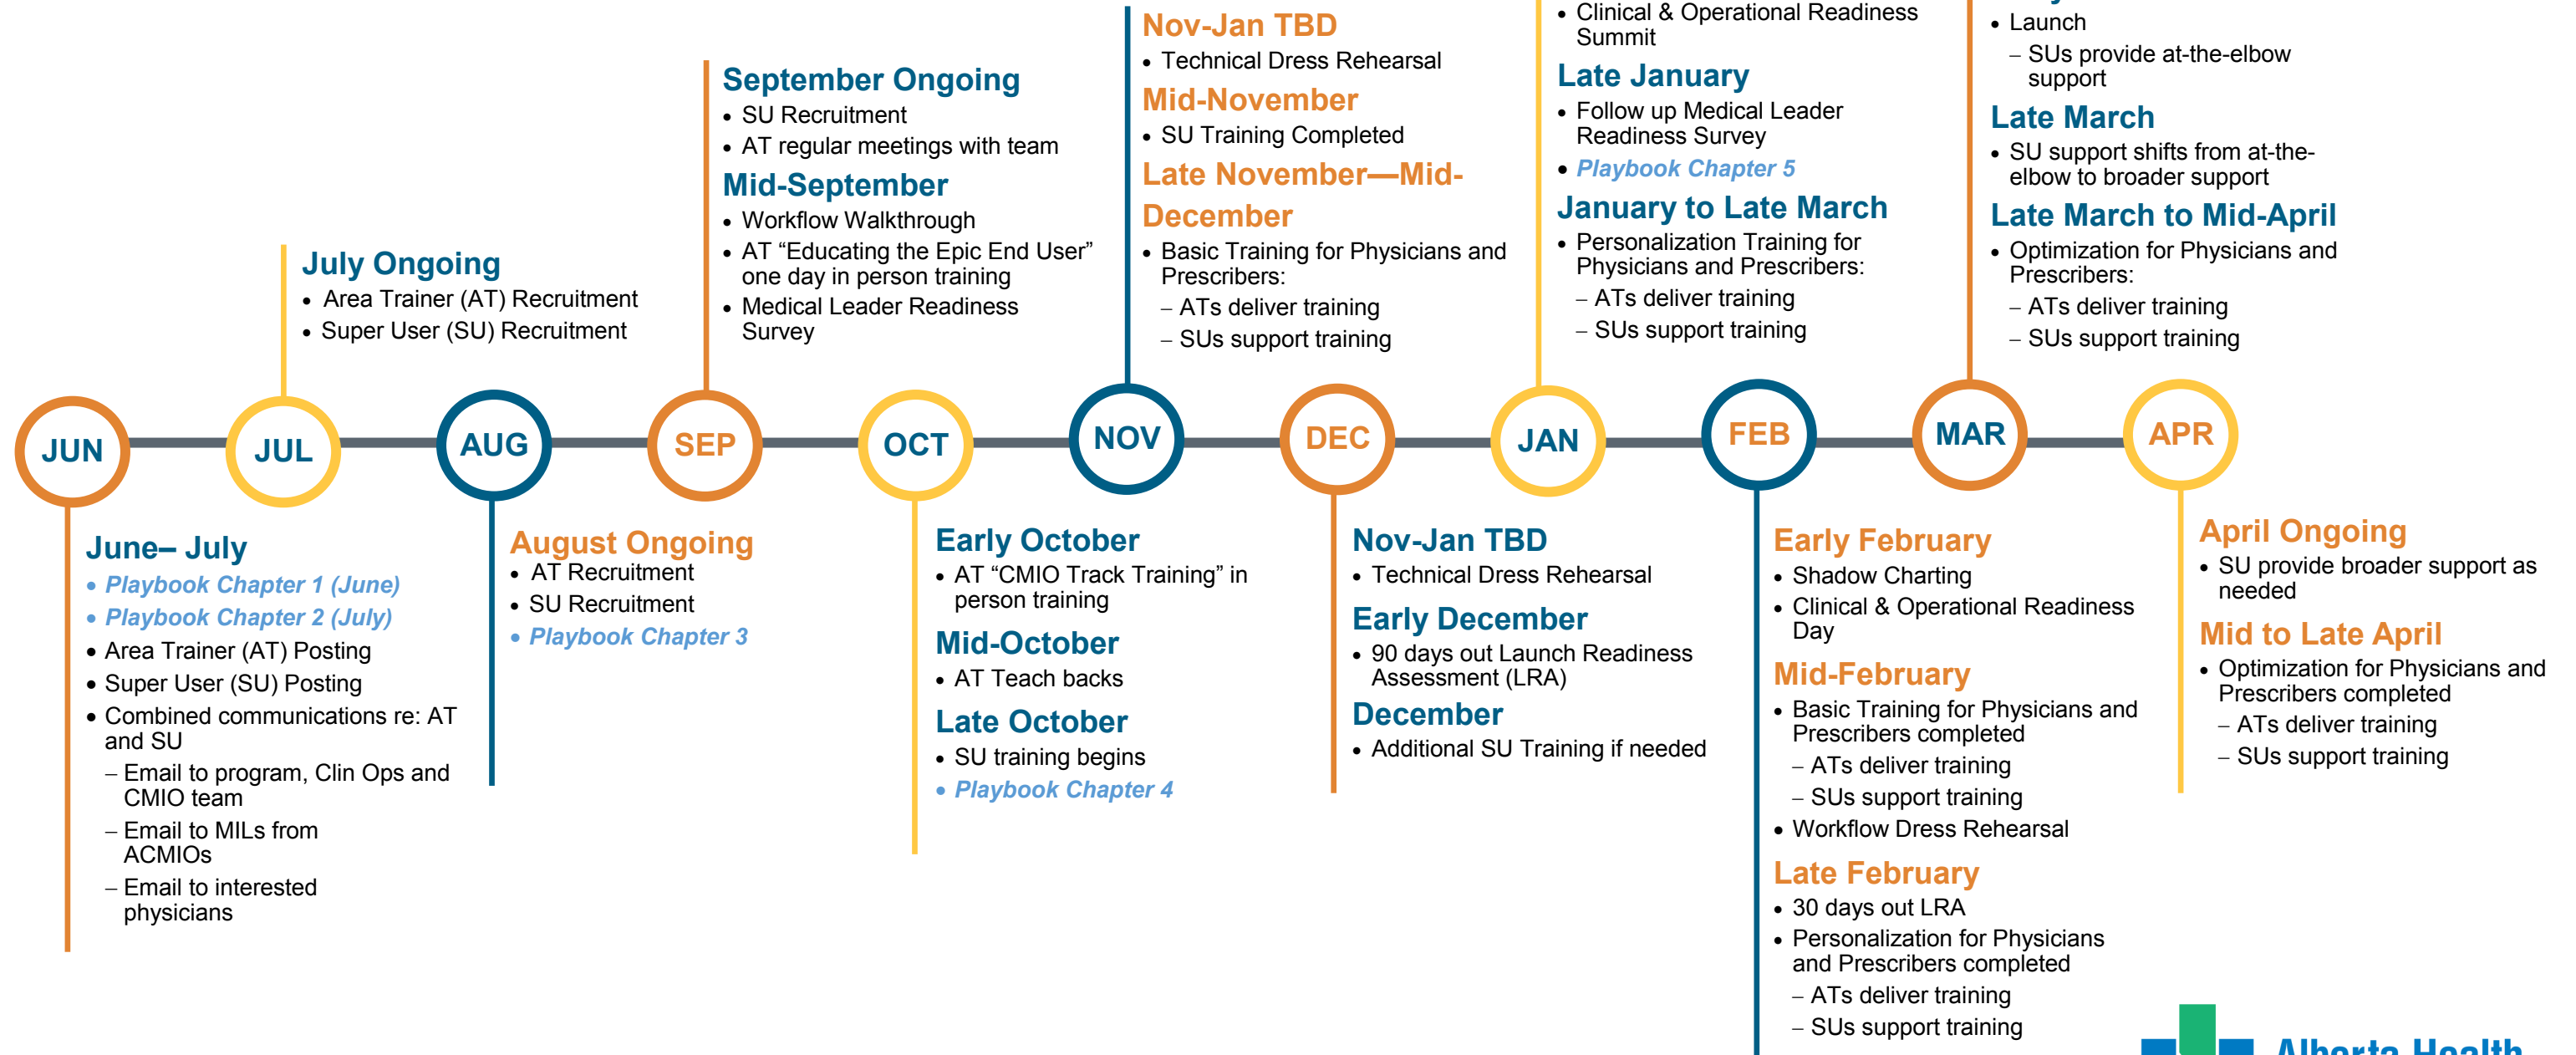 July Ongoing
• Area Trainer (AT) Recruitment
• Super User (SU) Recruitment
September Ongoing
• SU Recruitment
• AT regular meetings with team
Mid-September
• Workflow Walkthrough
• AT “Educating the Epic End User”
one day in person training
• Medical Leader Readiness
Survey
Nov-Jan TBD
• Technical Dress Rehearsal
Mid-November
• SU Training Completed
Late November—Mid-
December
• Basic Training for Physicians and
Prescribers:
– ATs deliver training
– SUs support training
• Clinical & Operational Readiness
Summit
Late January
• Follow up Medical Leader
Readiness Survey
• Playbook Chapter 5
January to Late March
• Personalization Training for
Physicians and Prescribers:
– ATs deliver training
– SUs support training
• Launch
– SUs provide at-the-elbow
support
Late March
• SU support shifts from at-the-
elbow to broader support
Late March to Mid-April
• Optimization for Physicians and
Prescribers:
– ATs deliver training
– SUs support training
JUN
JUL
AUG
SEP
OCT
NOV
DEC
JAN
FEB
MAR
APR
June– July
• Playbook Chapter 1 (June)
• Playbook Chapter 2 (July)
• Area Trainer (AT) Posting
• Super User (SU) Posting
• Combined communications re: AT
and SU
– Email to program, Clin Ops and
CMIO team
– Email to MILs from
ACMIOs
– Email to interested
physicians
August Ongoing
• AT Recruitment
• SU Recruitment
• Playbook Chapter 3
Early October
• AT “CMIO Track Training” in
person training
Mid-October
• AT Teach backs
Late October
• SU training begins
• Playbook Chapter 4
Nov-Jan TBD
• Technical Dress Rehearsal
Early December
• 90 days out Launch Readiness
Assessment (LRA)
December
• Additional SU Training if needed
Early February
• Shadow Charting
• Clinical & Operational Readiness
Day
Mid-February
• Basic Training for Physicians and
Prescribers completed
– ATs deliver training
– SUs support training
• Workflow Dress Rehearsal
Late February
• 30 days out LRA
• Personalization for Physicians
and Prescribers completed
– ATs deliver training
– SUs support training
April Ongoing
• SU provide broader support as
needed
Mid to Late April
• Optimization for Physicians and
Prescribers completed
– ATs deliver training
– SUs support training
Alberta Health